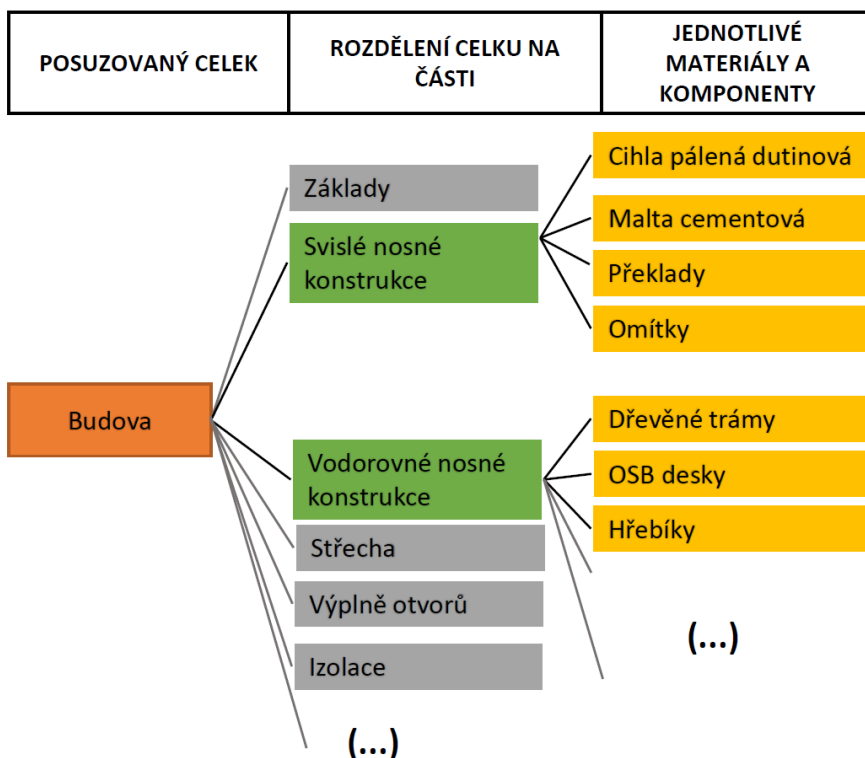 POSUZOVANÝ CELEK
ROZDĚLENÍ CELKU NA
ČÁSTI
JEDNOTLIVÉ
MATERIÁLY A
KOMPONENTY
Budova
Základy
Svislé nosné
konstrukce
Vodorovné nosné
konstrukce
Střecha
Výplně otvorů
Izolace
(...)
Cihla pálená dutinová
Malta cementová
Překlady
Omítky
Dřevěné trámy
OSB desky
Hřebíky
(...)